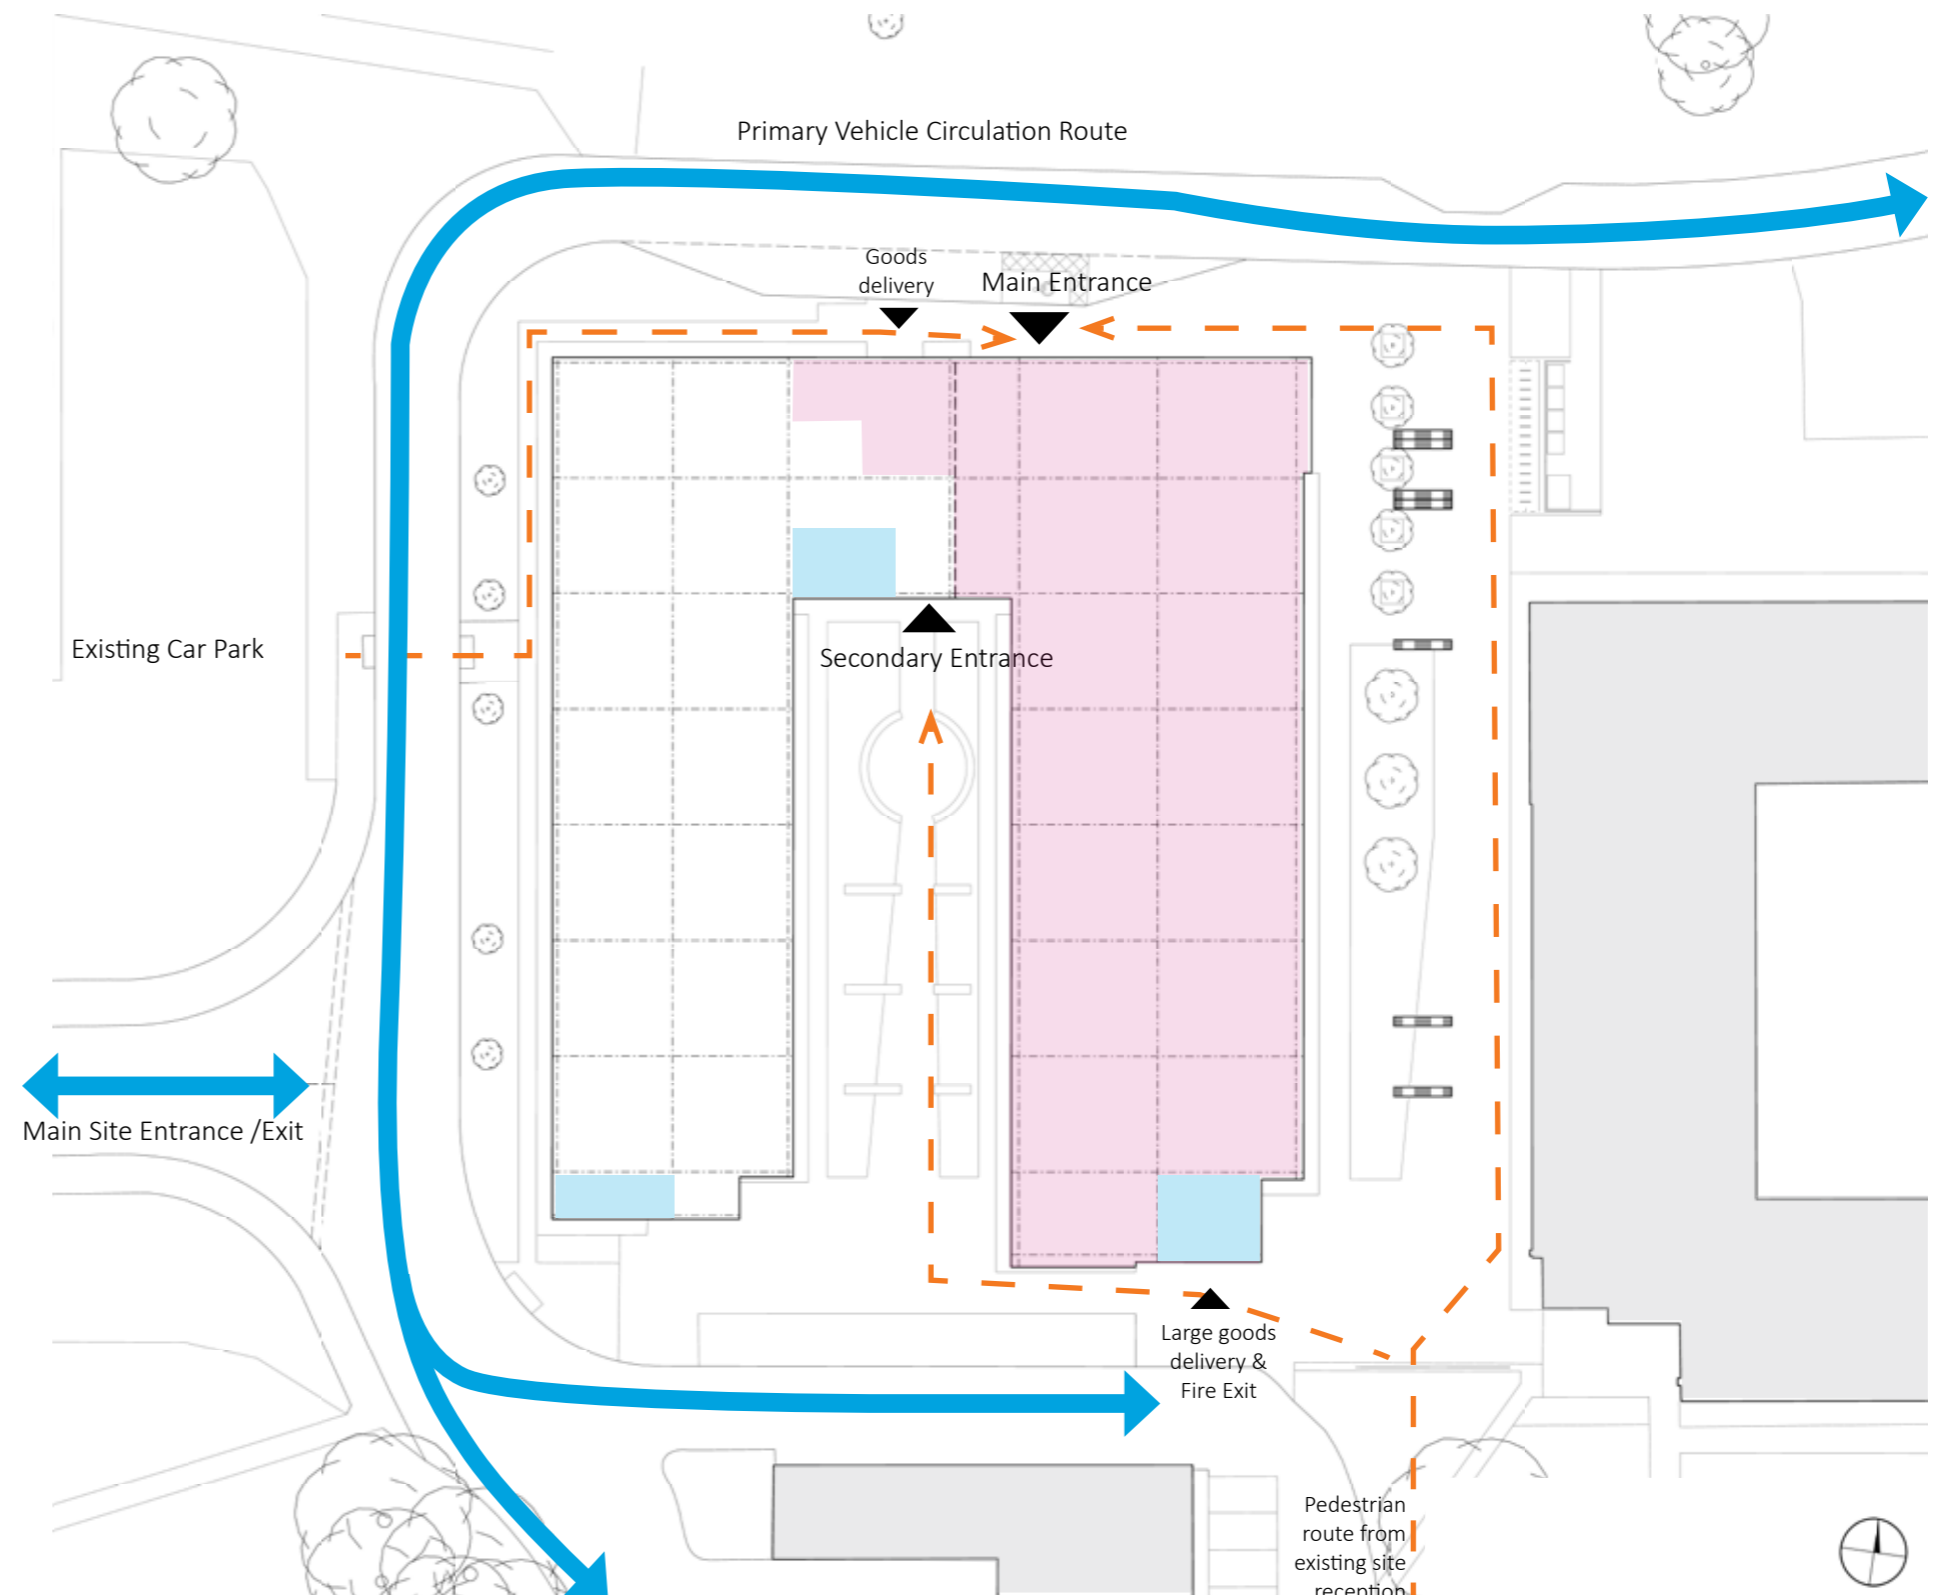 Primary Vehicle Circulation Route
Goods
delivery
Main Entrance
Existing Car Park
Secondary Entrance
Main Site Entrance /Exit
Large goods
delivery &
Fire Exit
Pedestrian
route from
existing site
reception